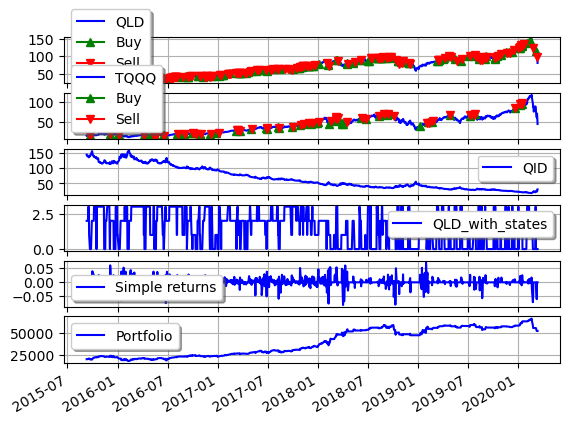 QLD
Buy
Sell
150
100
50
TQQQ
Buy
Sell
100
50
150
100
50
QID
2.5
0.0
QLD_with_states
0.05
0.00
−0.05
Simple returns
50000
25000
Portfolio
2015-07
2016-01
2016-07
2017-01
2017-07
2018-01
2018-07
2019-01
2019-07
2020-01